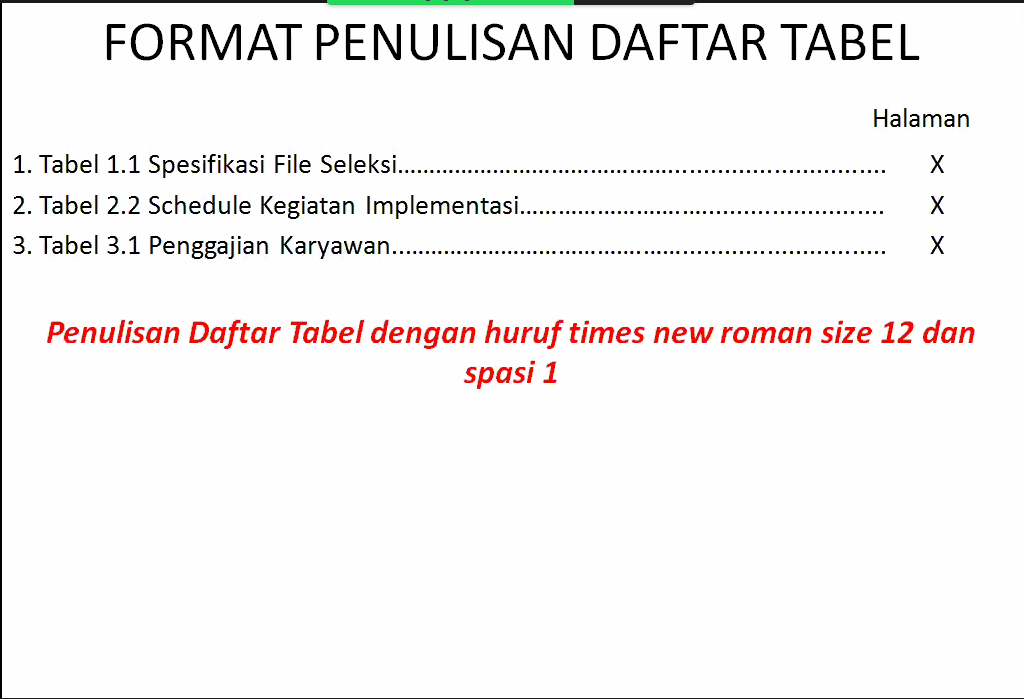 FORMAT PENULISAN DAFTAR TABEL
Halaman
1. Tabel 1.1 Spesifikasi File Seleksi........................................................................... X
2. Tabel 2.2 Schedule Kegiatan Implementasi........................................................ X
3. Tabel 3.1 Penggajian Karyawan............................................................................ X
Penulisan Daftar Tabel dengan huruf times new roman size 12 dan
spasi 1